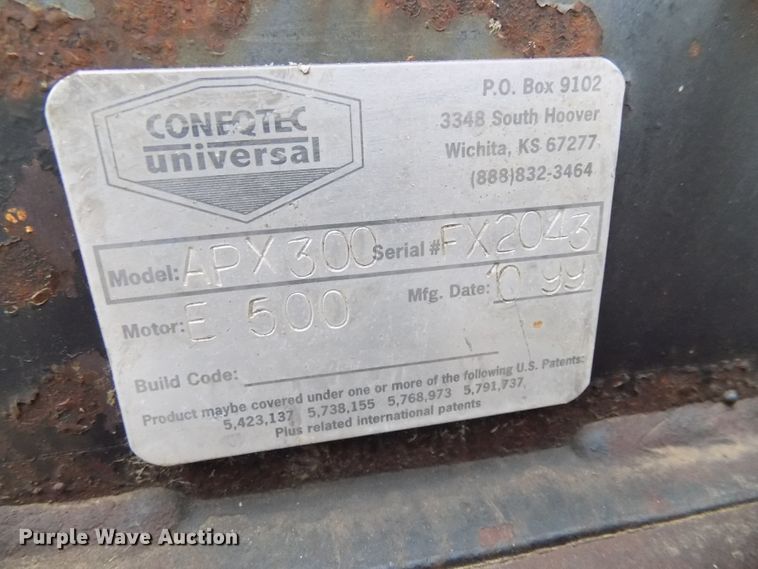 CONEQTEC
universal
P.O. Box 9102
3348 South Hoover
Wichita, KS 67277
(888)832-3464
Model: APX300 Serial # FX2043
Motor: E 500 Mfg. Date: 10 99
Build Code:
Product maybe covered under one or more of the following U.S. Patents:
5,423,137 5,738,155 5,768,973 5,791,737
Plus related international patents
Purple Wave Auction